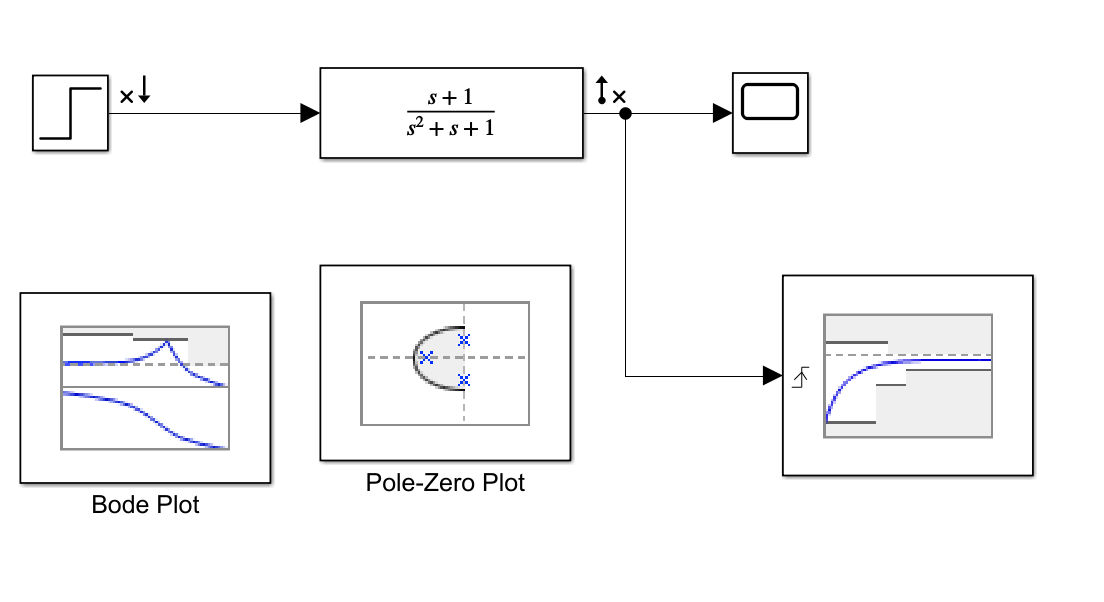 s + 1
s² + s + 1
Pole-Zero Plot
Bode Plot